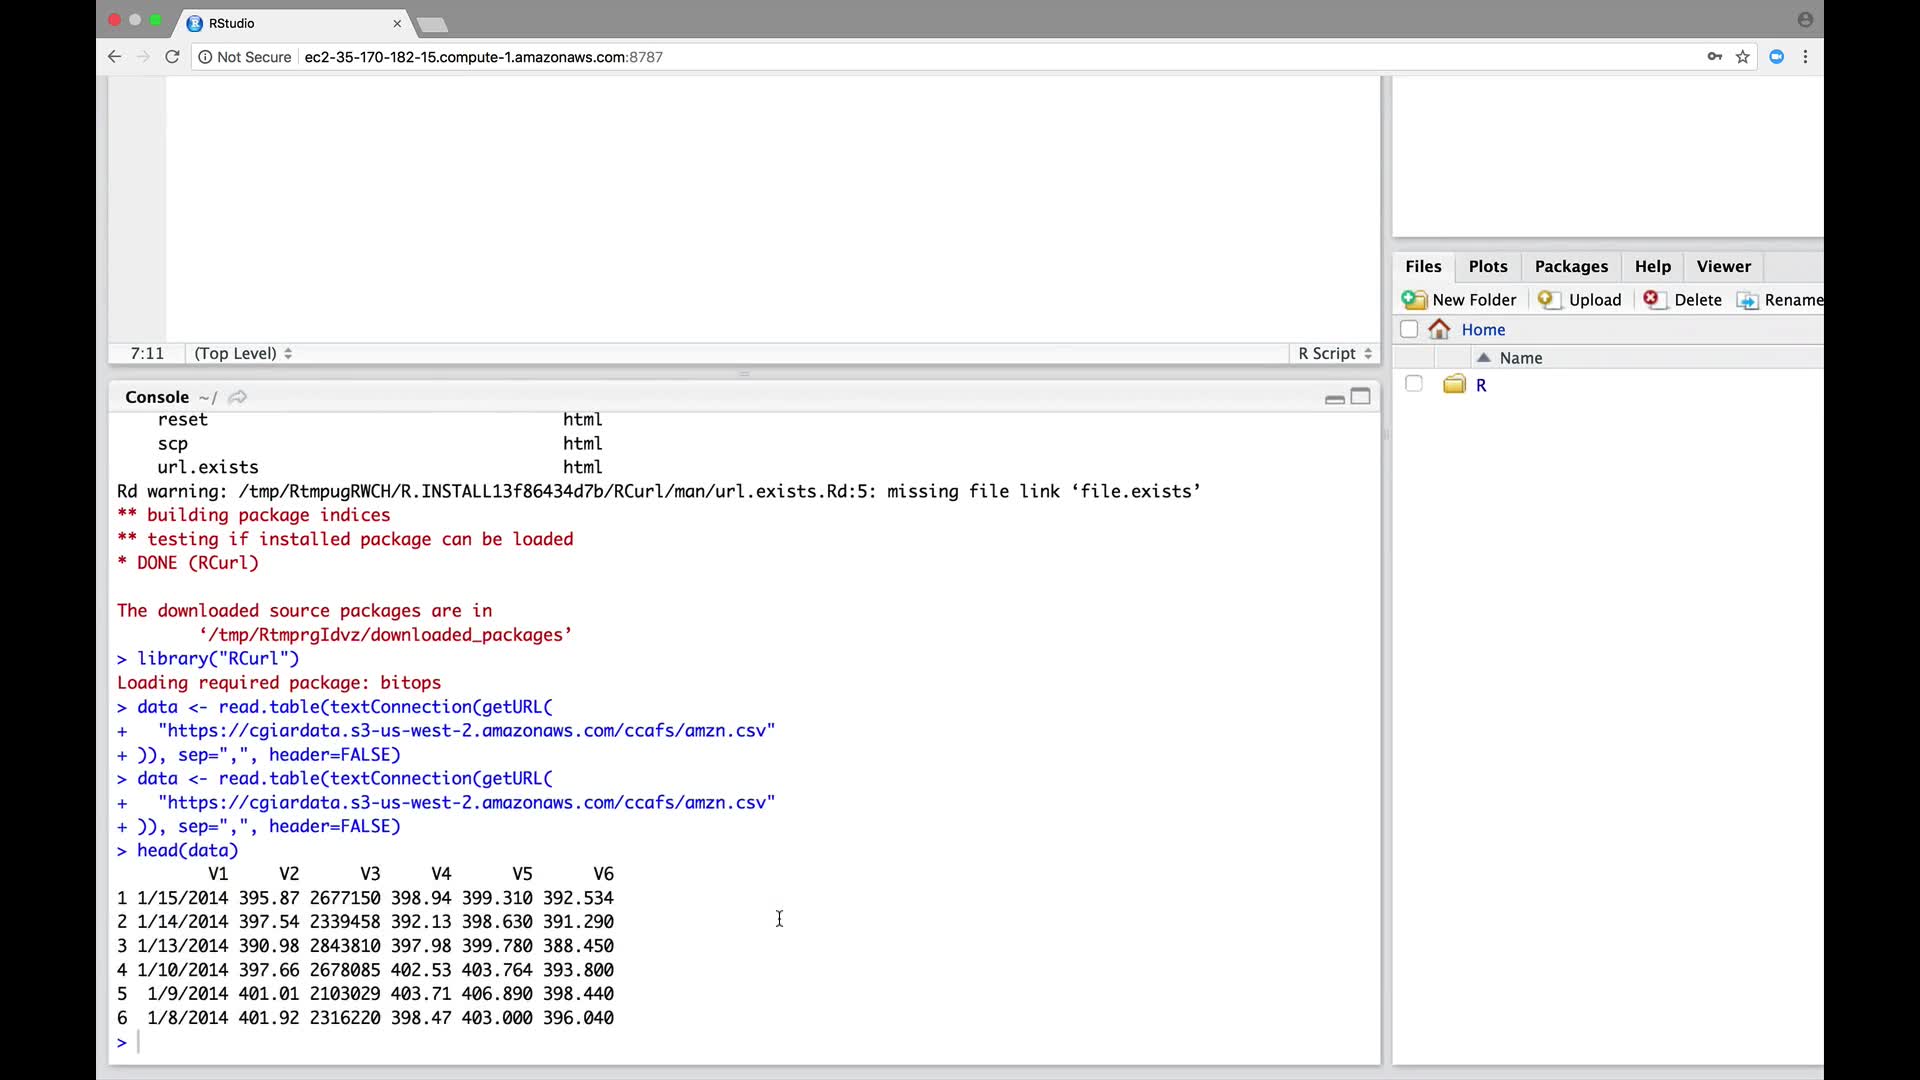 RStudio
Not Secure ec2-35-170-182-15.compute-1.amazonaws.com:8787
7:11 (Top Level) R Script
Console ~/
reset html
scp html
url.exists html
Rd warning: /tmp/RtmpugRWCH/R.INSTALL13f86434d7b/RCurl/man/url.exists.Rd:5: missing file link ‘file.exists’
** building package indices
** testing if installed package can be loaded
* DONE (RCurl)
The downloaded source packages are in
‘/tmp/RtmprgIdvz/downloaded_packages’
> library("RCurl")
Loading required package: bitops
> data <- read.table(textConnection(getURL(
+ "https://cgiardata.s3-us-west-2.amazonaws.com/ccafs/amzn.csv"
+ )), sep=",", header=FALSE)
> data <- read.table(textConnection(getURL(
+ "https://cgiardata.s3-us-west-2.amazonaws.com/ccafs/amzn.csv"
+ )), sep=",", header=FALSE)
> head(data)
V1 V2 V3 V4 V5 V6
1 1/15/2014 395.87 2677150 398.94 399.310 392.534
2 1/14/2014 397.54 2339458 392.13 398.630 391.290
3 1/13/2014 390.98 2843810 397.98 399.780 388.450
4 1/10/2014 397.66 2678085 402.53 403.764 393.800
5 1/9/2014 401.01 2103029 403.71 406.890 398.440
6 1/8/2014 401.92 2316220 398.47 403.000 396.040
>
Files Plots Packages Help Viewer
New Folder Upload Delete Rename
Home
Name
R